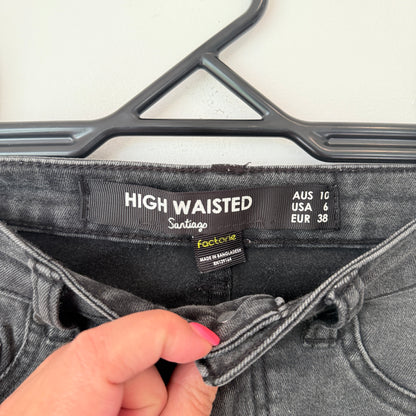 HIGH WAISTED
Santiago
AUS 10
USA 6
EUR 38
factorie
MADE IN BANGLADESH